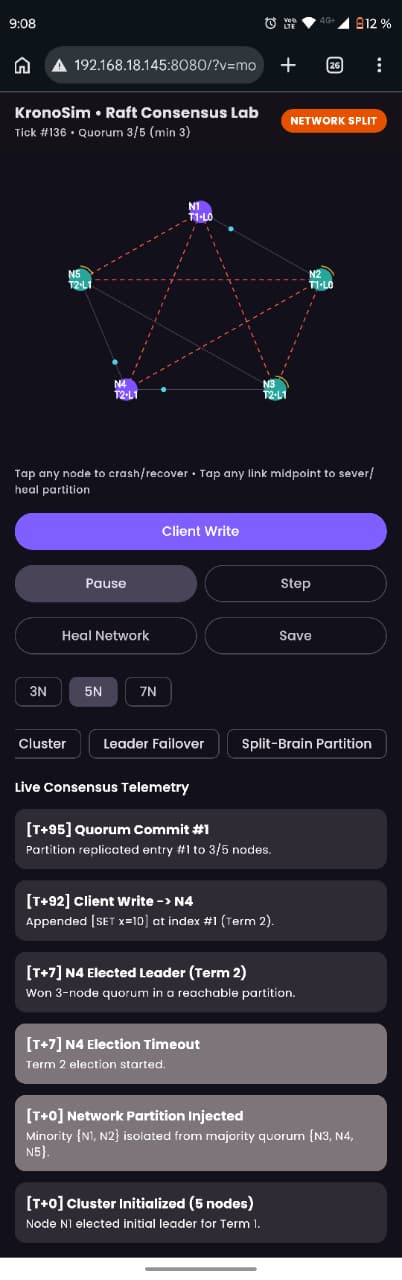 9:08
Vo))
LTE
4G+
12 %
192.168.18.145:8080/?v=mo
26
KronoSim • Raft Consensus Lab
Tick #136 • Quorum 3/5 (min 3)
NETWORK SPLIT
N1
T1•L0
N5
T2•L1
N2
T1•L0
N4
T2•L1
N3
T2•L1
Tap any node to crash/recover • Tap any link midpoint to sever/
heal partition
Client Write
Pause
Step
Heal Network
Save
3N
5N
7N
Cluster
Leader Failover
Split-Brain Partition
Live Consensus Telemetry
[T+95] Quorum Commit #1
Partition replicated entry #1 to 3/5 nodes.
[T+92] Client Write -> N4
Appended [SET x=10] at index #1 (Term 2).
[T+7] N4 Elected Leader (Term 2)
Won 3-node quorum in a reachable partition.
[T+7] N4 Election Timeout
Term 2 election started.
[T+0] Network Partition Injected
Minority {N1, N2} isolated from majority quorum {N3, N4,
N5}.
[T+0] Cluster Initialized (5 nodes)
Node N1 elected initial leader for Term 1.